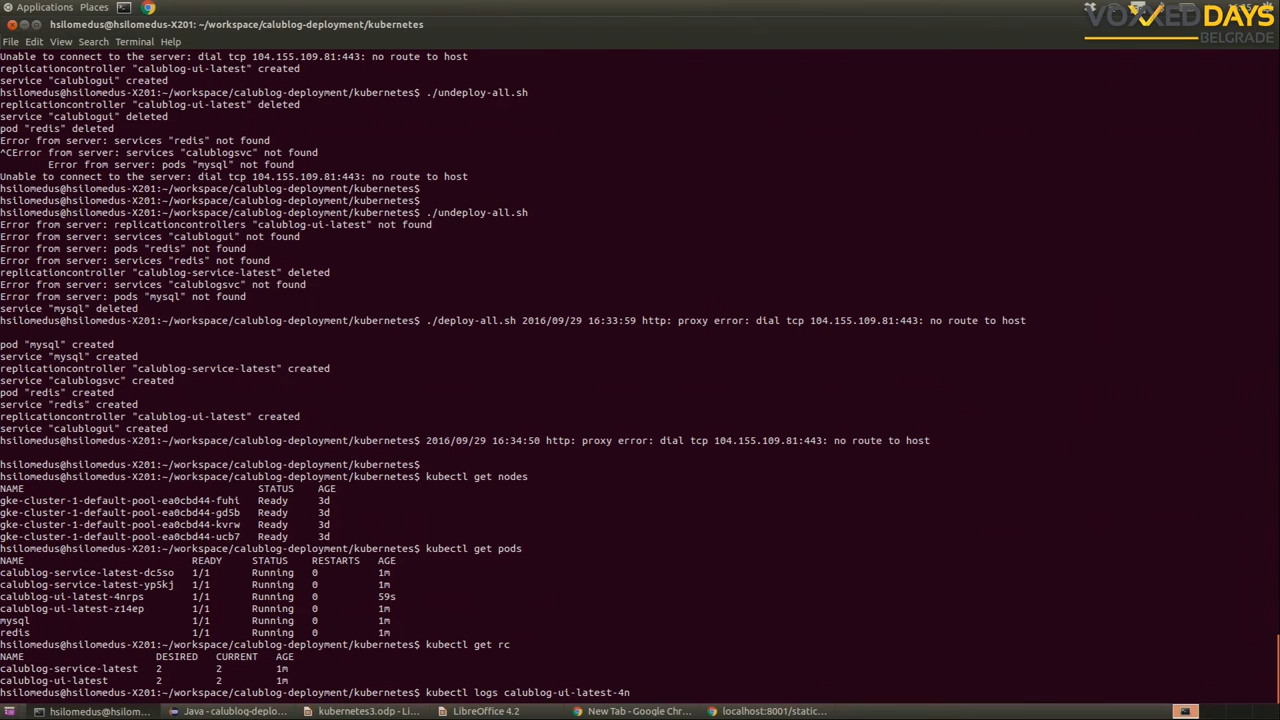 Applications Places
VOXXED DAYS
BELGRADE
hsilomedus@hsilomedus-X201: ~/workspace/calublog-deployment/kubernetes
File Edit View Search Terminal Help
Unable to connect to the server: dial tcp 104.155.109.81:443: no route to host
replicationcontroller "calublog-ui-latest" created
service "calublogui" created
hsilomedus@hsilomedus-X201:~/workspace/calublog-deployment/kubernetes$ ./undeploy-all.sh
replicationcontroller "calublog-ui-latest" deleted
service "calublogui" deleted
pod "redis" deleted
Error from server: services "redis" not found
^CError from server: services "calublogsvc" not found
Error from server: pods "mysql" not found
Unable to connect to the server: dial tcp 104.155.109.81:443: no route to host
hsilomedus@hsilomedus-X201:~/workspace/calublog-deployment/kubernetes$
hsilomedus@hsilomedus-X201:~/workspace/calublog-deployment/kubernetes$
hsilomedus@hsilomedus-X201:~/workspace/calublog-deployment/kubernetes$ ./undeploy-all.sh
Error from server: replicationcontrollers "calublog-ui-latest" not found
Error from server: services "calublogui" not found
Error from server: pods "redis" not found
Error from server: services "redis" not found
replicationcontroller "calublog-service-latest" deleted
Error from server: services "calublogsvc" not found
Error from server: pods "mysql" not found
service "mysql" deleted
hsilomedus@hsilomedus-X201:~/workspace/calublog-deployment/kubernetes$ ./deploy-all.sh 2016/09/29 16:33:59 http: proxy error: dial tcp 104.155.109.81:443: no route to host
pod "mysql" created
service "mysql" created
replicationcontroller "calublog-service-latest" created
service "calublogsvc" created
pod "redis" created
service "redis" created
replicationcontroller "calublog-ui-latest" created
service "calublogui" created
hsilomedus@hsilomedus-X201:~/workspace/calublog-deployment/kubernetes$ 2016/09/29 16:34:50 http: proxy error: dial tcp 104.155.109.81:443: no route to host
hsilomedus@hsilomedus-X201:~/workspace/calublog-deployment/kubernetes$
hsilomedus@hsilomedus-X201:~/workspace/calublog-deployment/kubernetes$ kubectl get nodes
NAME STATUS AGE
gke-cluster-1-default-pool-ea0cbd44-fuhi Ready 3d
gke-cluster-1-default-pool-ea0cbd44-gd5b Ready 3d
gke-cluster-1-default-pool-ea0cbd44-kvrw Ready 3d
gke-cluster-1-default-pool-ea0cbd44-ucb7 Ready 3d
hsilomedus@hsilomedus-X201:~/workspace/calublog-deployment/kubernetes$ kubectl get pods
NAME READY STATUS RESTARTS AGE
calublog-service-latest-dc5so 1/1 Running 0 1m
calublog-service-latest-yp5kj 1/1 Running 0 1m
calublog-ui-latest-4nrps 1/1 Running 0 59s
calublog-ui-latest-z14ep 1/1 Running 0 1m
mysql 1/1 Running 0 1m
redis 1/1 Running 0 1m
hsilomedus@hsilomedus-X201:~/workspace/calublog-deployment/kubernetes$ kubectl get rc
NAME DESIRED CURRENT AGE
calublog-service-latest 2 2 1m
calublog-ui-latest 2 2 1m
hsilomedus@hsilomedus-X201:~/workspace/calublog-deployment/kubernetes$ kubectl logs calublog-ui-latest-4n
hsilomedus@hsilom... Java - calublog-deplo... kubernetes3.odp - Li... LibreOffice 4.2 New Tab - Google Chr... localhost:8001/static...